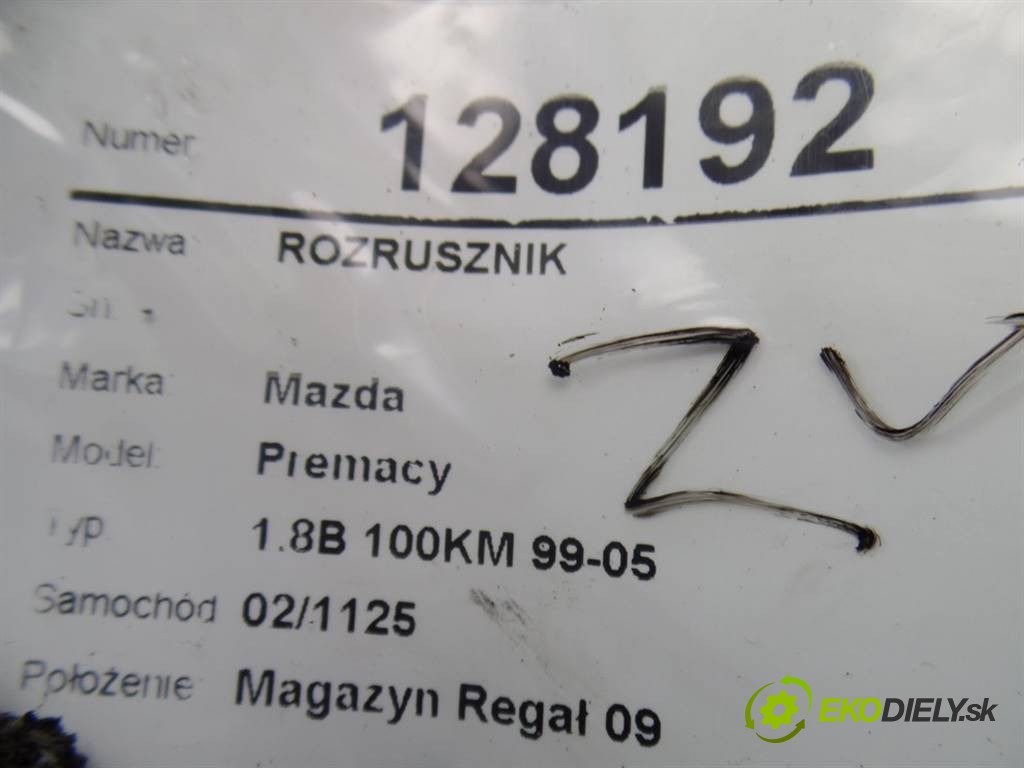 Numer 128192
Nazwa ROZRUSZNIK
Marka Mazda
Model: Premacy
Typ 1.8B 100KM 99-05
Samochód 02/1125
Położenie Magazyn Regał 09
EKODIELY.sk